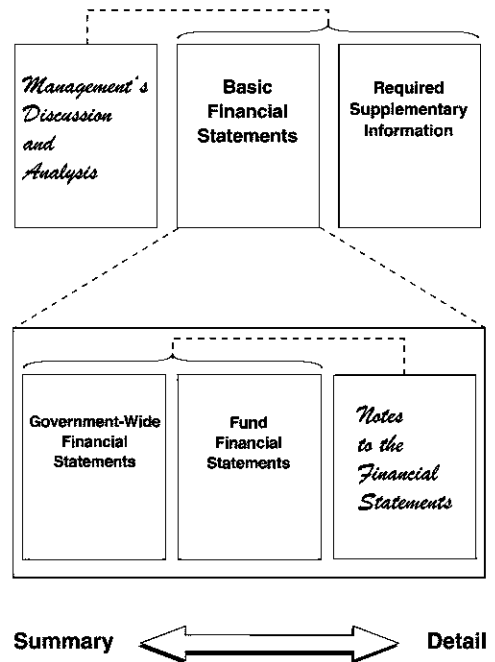 Management's
Discussion
and
Analysis
Basic
Financial
Statements
Required
Supplementary
Information
Government-Wide
Financial
Statements
Fund
Financial
Statements
Notes
to the
Financial
Statements
Summary
Detail